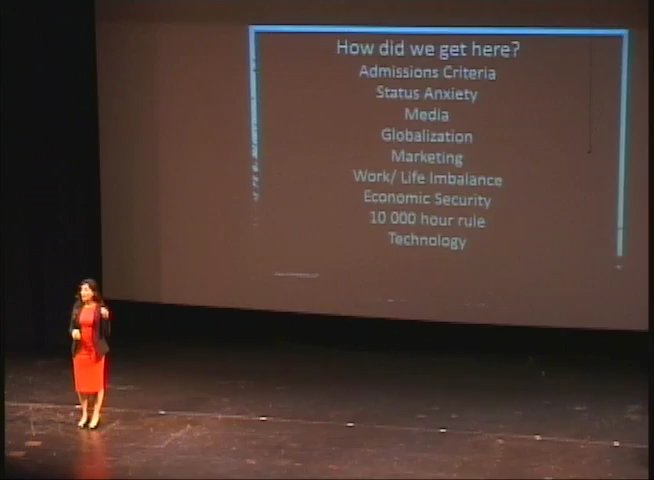 How did we get here?
Admissions Criteria
Status Anxiety
Media
Globalization
Marketing
Work/ Life Imbalance
Economic Security
10 000 hour rule
Technology